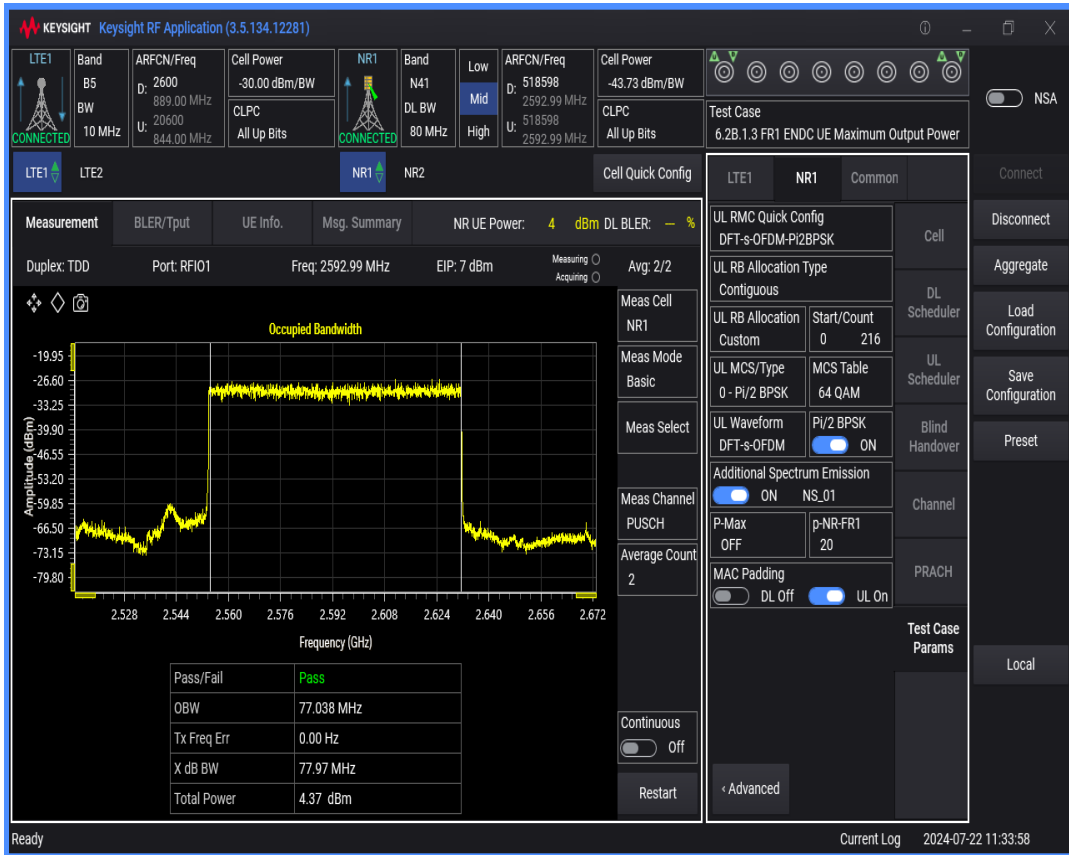 KEYSIGHT Keysight RF Application (3.5.134.12281)
LTE1
CONNECTED
Band
B5
BW
10 MHz
ARFCN/Freq
D: 2600
889.00 MHz
U: 20600
844.00 MHz
Cell Power
-30.00 dBm/BW
CLPC
All Up Bits
NR1
CONNECTED
Band
N41
DL BW
80 MHz
Low
Mid
High
ARFCN/Freq
D: 518598
2592.99 MHz
U: 518598
2592.99 MHz
Cell Power
-43.73 dBm/BW
CLPC
All Up Bits
Test Case
6.2B.1.3 FR1 ENDC UE Maximum Output Power
NSA
LTE1 LTE2 NR1 NR2 Cell Quick Config
Measurement BLER/Tput UE Info. Msg. Summary NR UE Power: 4 dBm DL BLER: --- %
Duplex: TDD Port: RFIO1 Freq: 2592.99 MHz EIP: 7 dBm Measuring Acquiring Avg: 2/2
Occupied Bandwidth
Amplitude (dBm)
-19.95
-26.60
-33.25
-39.90
-46.55
-53.20
-59.85
-66.50
-73.15
-79.80
2.528 2.544 2.560 2.576 2.592 2.608 2.624 2.640 2.656 2.672
Frequency (GHz)
Pass/Fail Pass
OBW 77.038 MHz
Tx Freq Err 0.00 Hz
X dB BW 77.97 MHz
Total Power 4.37 dBm
Meas Cell
NR1
Meas Mode
Basic
Meas Select
Meas Channel
PUSCH
Average Count
2
Continuous
Off
Restart
LTE1 NR1 Common
UL RMC Quick Config
DFT-s-OFDM-Pi2BPSK
UL RB Allocation Type
Contiguous
UL RB Allocation
Custom
Start/Count
0 216
UL MCS/Type
0 - Pi/2 BPSK
MCS Table
64 QAM
UL Waveform
DFT-s-OFDM
Pi/2 BPSK
ON
Additional Spectrum Emission
ON NS_01
P-Max
OFF
p-NR-FR1
20
MAC Padding
DL Off UL On
‹ Advanced
Cell
DL
Scheduler
UL
Scheduler
Blind
Handover
Channel
PRACH
Test Case
Params
Connect
Disconnect
Aggregate
Load
Configuration
Save
Configuration
Preset
Local
Ready Current Log 2024-07-22 11:33:58